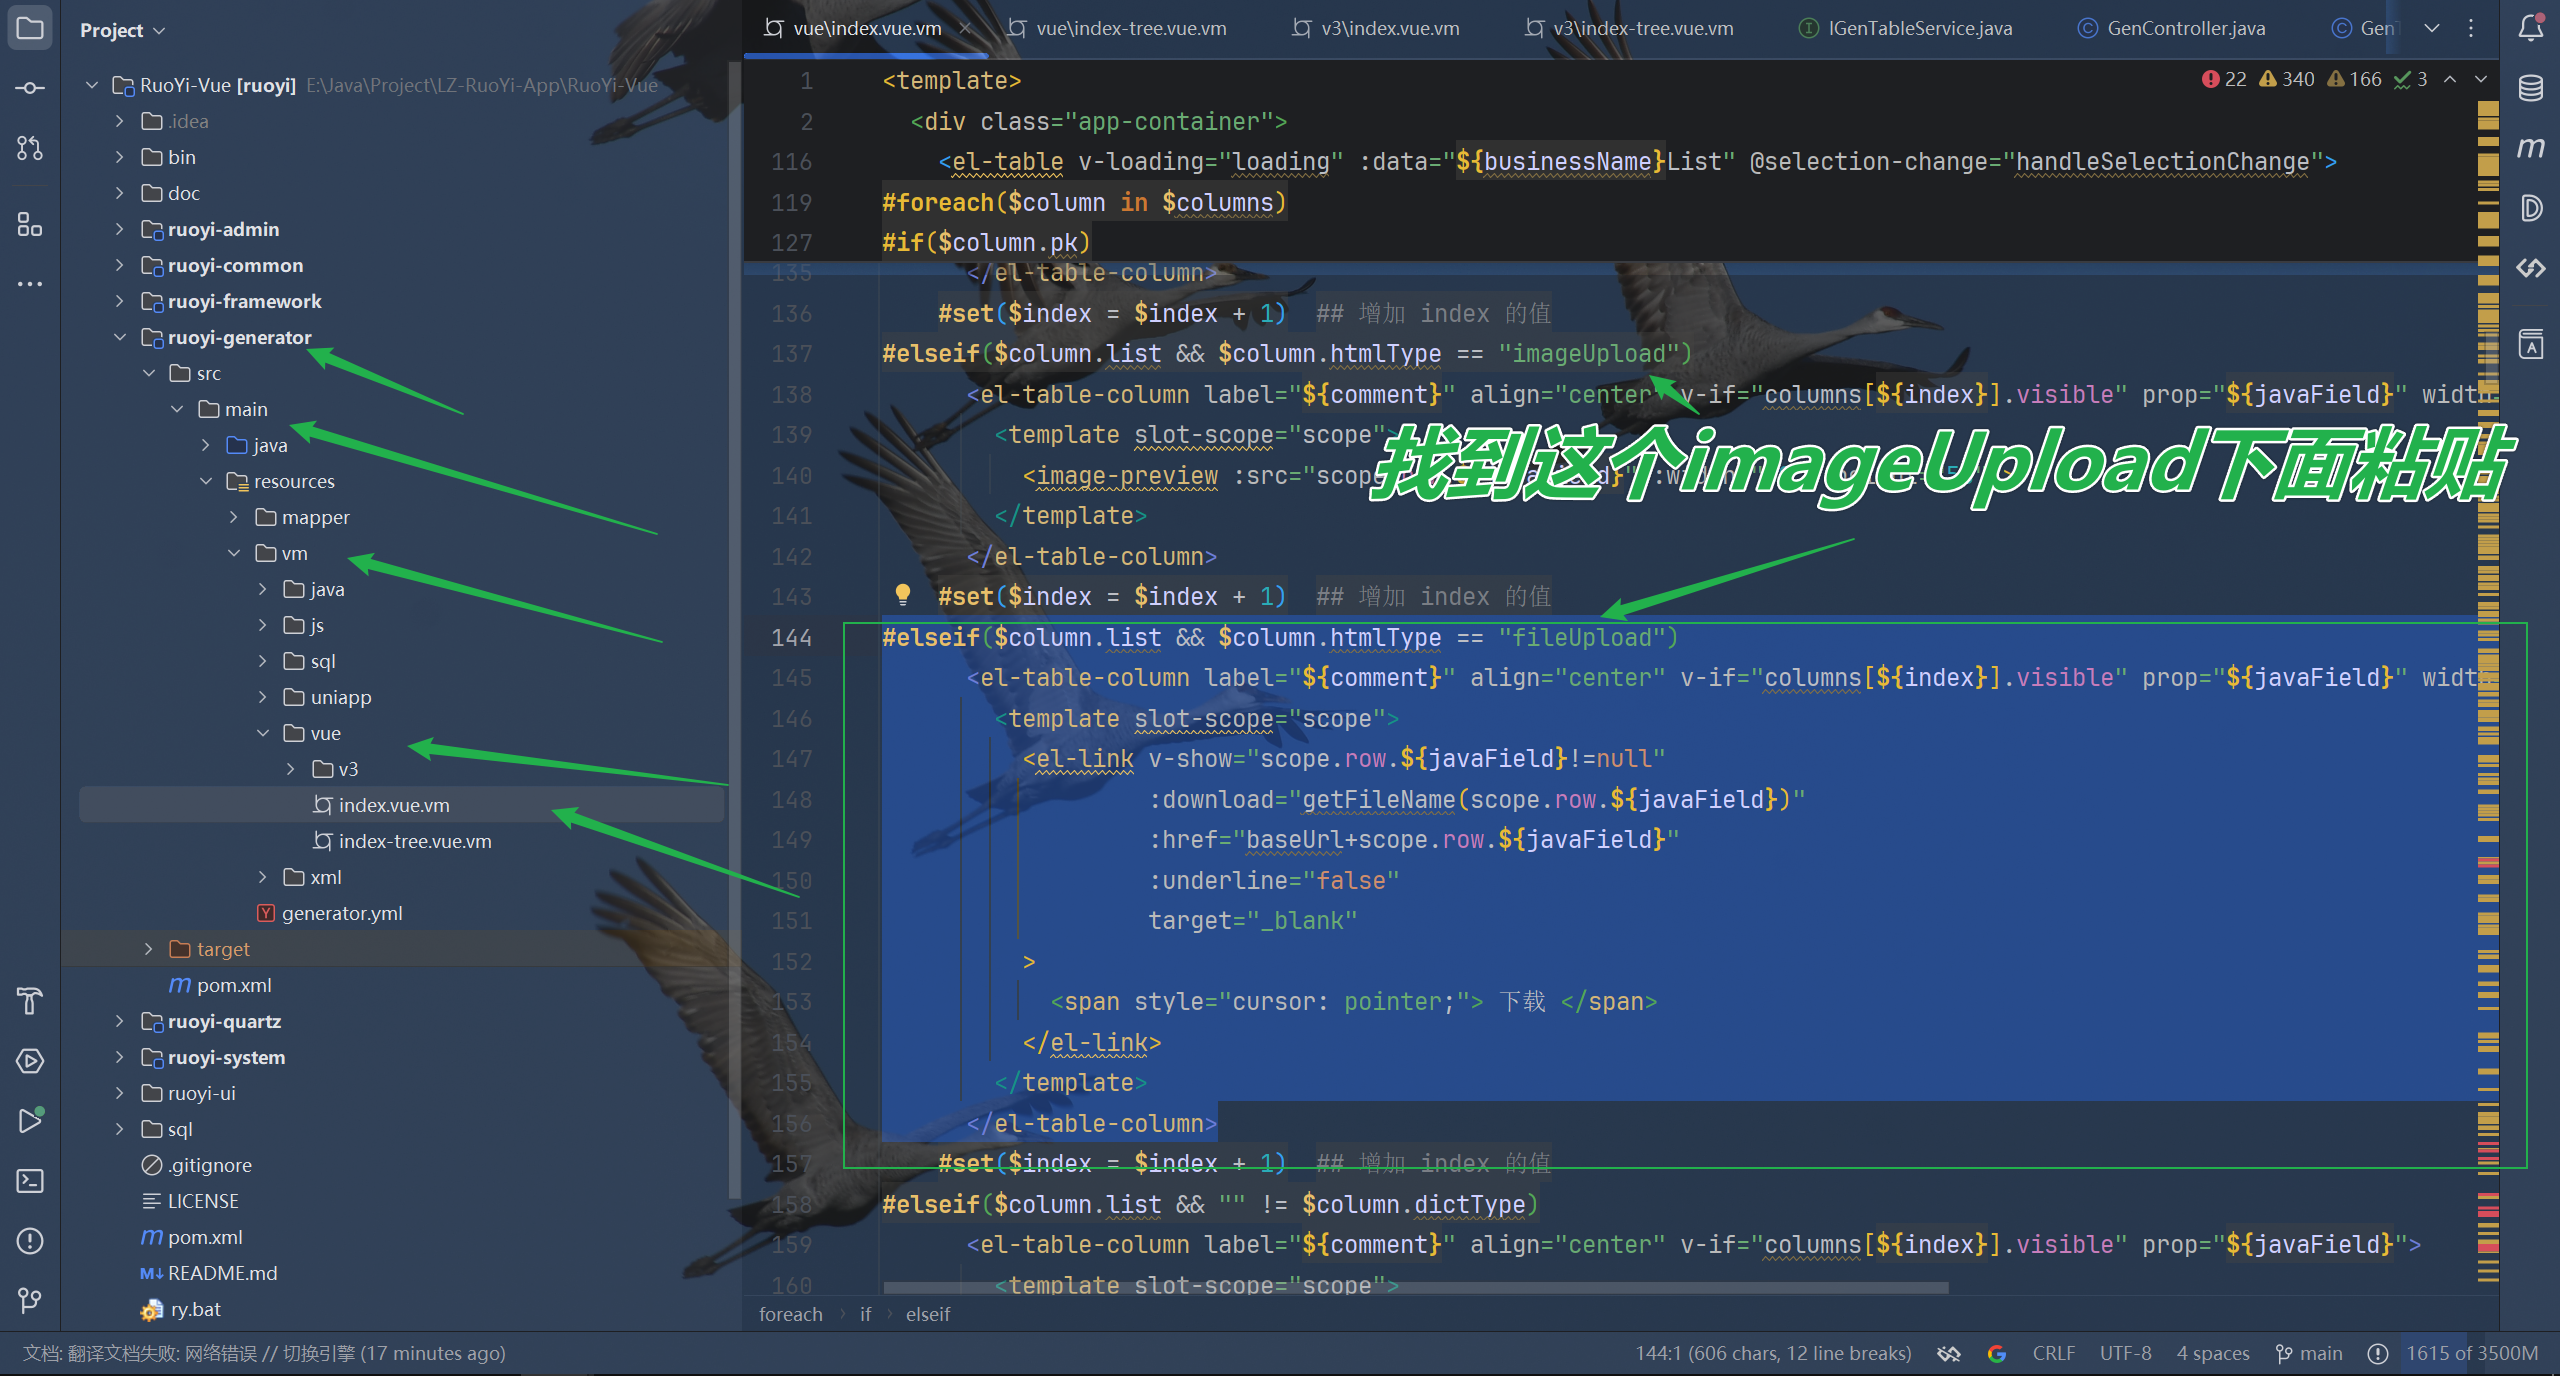 Project
RuoYi-Vue [ruoyi] E:\Java\Project\LZ-RuoYi-App\RuoYi-Vue
.idea
bin
doc
ruoyi-admin
ruoyi-common
ruoyi-framework
ruoyi-generator
src
main
java
resources
mapper
vm
java
js
sql
uniapp
vue
v3
index.vue.vm
index-tree.vue.vm
xml
generator.yml
target
pom.xml
ruoyi-quartz
ruoyi-system
ruoyi-ui
sql
.gitignore
LICENSE
pom.xml
README.md
ry.bat
vue\index.vue.vm
vue\index-tree.vue.vm
v3\index.vue.vm
v3\index-tree.vue.vm
IGenTableService.java
GenController.java
22 340 166 3
1 <template>
2 <div class="app-container">
116 <el-table v-loading="loading" :data="${businessName}List" @selection-change="handleSelectionChange">
119 #foreach($column in $columns)
127 #if($column.pk)
135 </el-table-column>
136 #set($index = $index + 1) ## 增加 index 的值
137 #elseif($column.list && $column.htmlType == "imageUpload")
138 <el-table-column label="${comment}" align="center" v-if="columns[${index}].visible" prop="${javaField}" width
139 <template slot-scope="scope">
找到这个imageUpload下面粘贴
140 <image-preview :src="scope
141 </template>
142 </el-table-column>
143 #set($index = $index + 1) ## 增加 index 的值
144 #elseif($column.list && $column.htmlType == "fileUpload")
145 <el-table-column label="${comment}" align="center" v-if="columns[${index}].visible" prop="${javaField}" width
146 <template slot-scope="scope">
147 <el-link v-show="scope.row.${javaField}!=null"
148 :download="getFileName(scope.row.${javaField})"
149 :href="baseUrl+scope.row.${javaField}"
150 :underline="false"
151 target="_blank"
152 >
153 <span style="cursor: pointer;"> 下载 </span>
154 </el-link>
155 </template>
156 </el-table-column>
157 #set($index = $index + 1) ## 增加 index 的值
158 #elseif($column.list && "" != $column.dictType)
159 <el-table-column label="${comment}" align="center" v-if="columns[${index}].visible" prop="${javaField}">
160 <template slot-scope="scope">
foreach if elseif
文档: 翻译文档失败: 网络错误 // 切换引擎 (17 minutes ago)
144:1 (606 chars, 12 line breaks) CRLF UTF-8 4 spaces main 1615 of 3500M